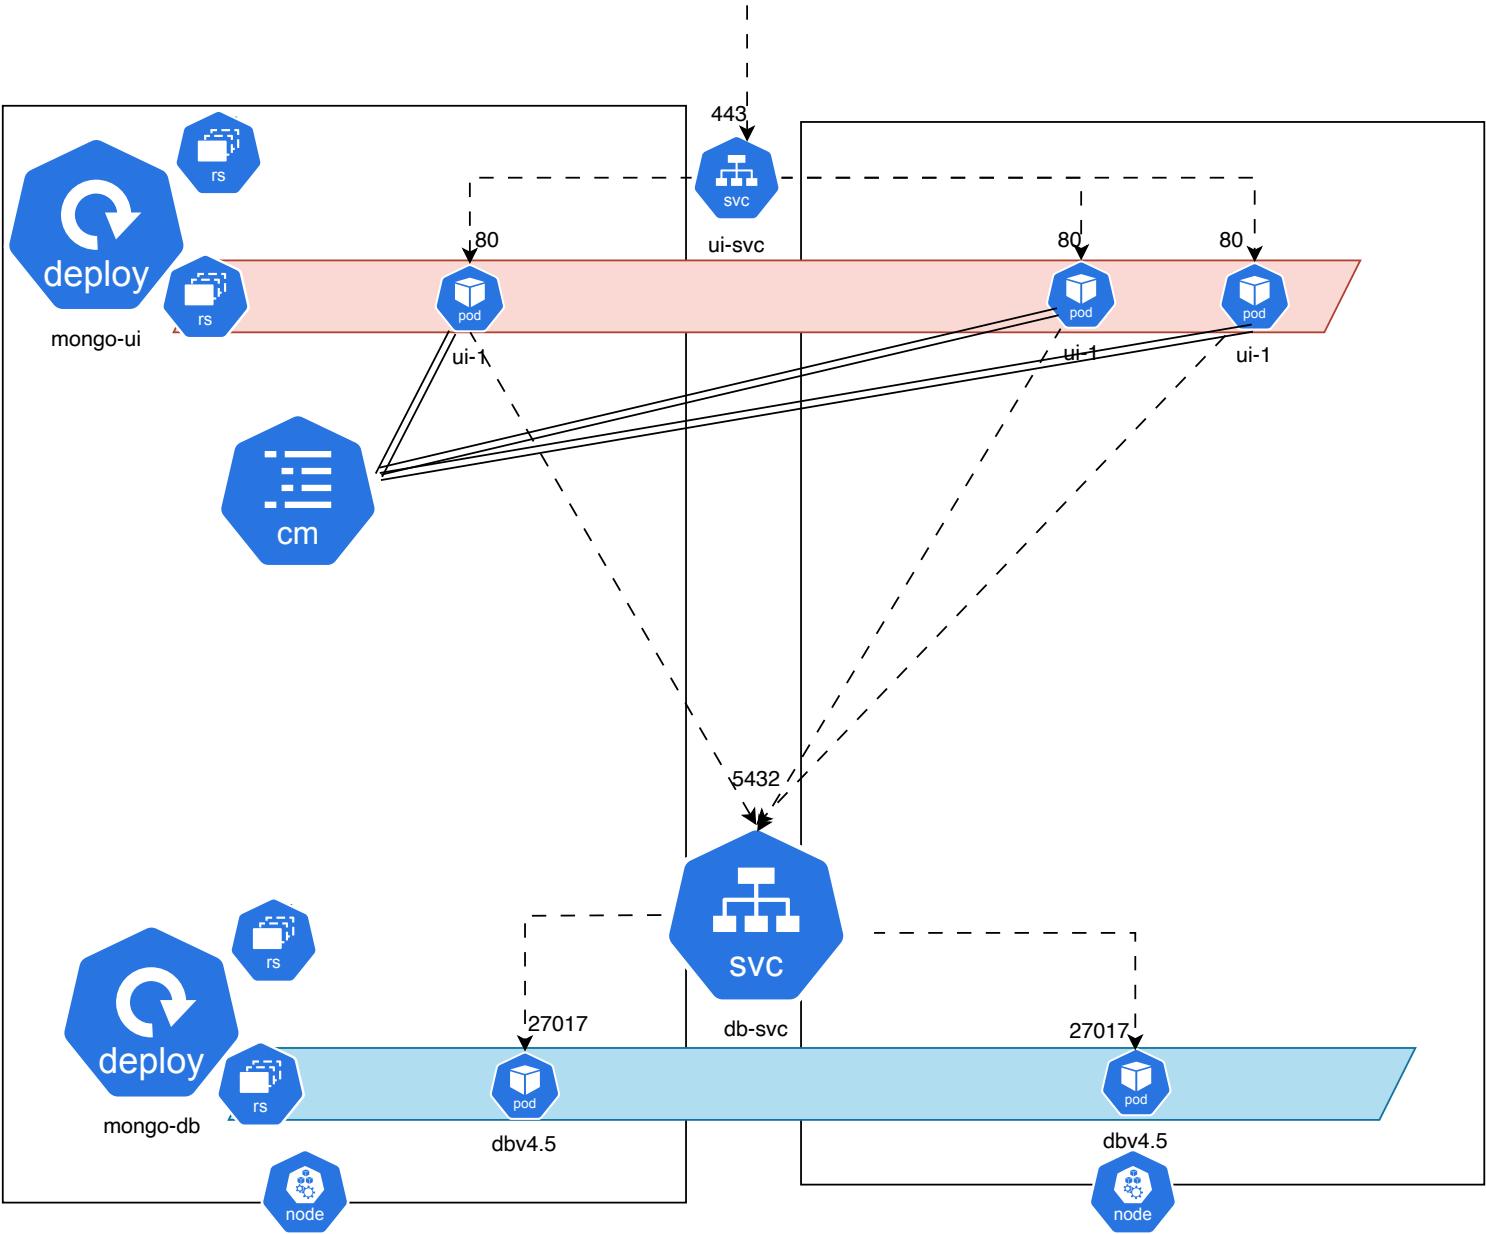 443
svc
ui-svc
rs
deploy
mongo-ui
rs
80
80
80
pod
pod
pod
ui-1
ui-1
ui-1
cm
5432
svc
db-svc
rs
deploy
mongo-db
rs
27017
27017
pod
pod
dbv4.5
dbv4.5
node
node